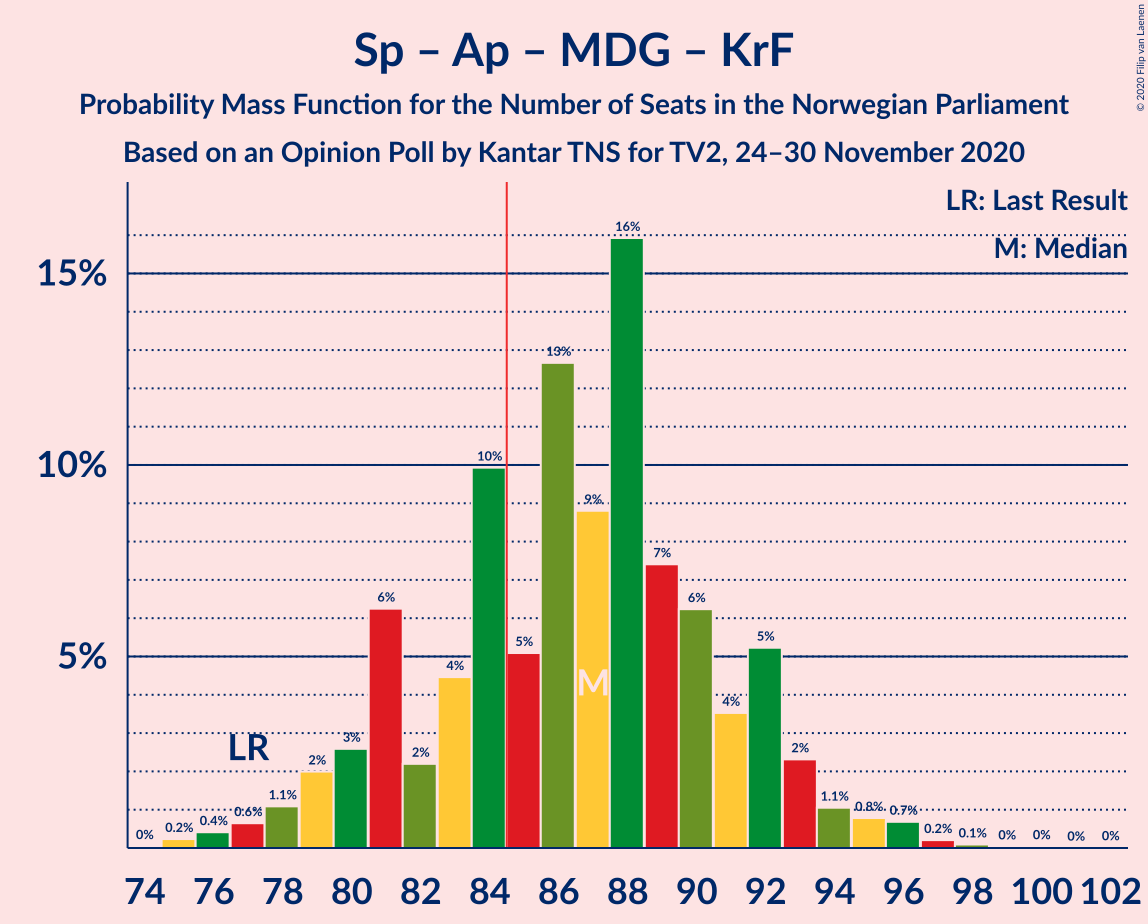 Sp – Ap – MDG – KrF
Probability Mass Function for the Number of Seats in the Norwegian Parliament
Based on an Opinion Poll by Kantar TNS for TV2, 24–30 November 2020
© 2020 Filip van Laenen
LR: Last Result
M: Median
15%
10%
5%
0% 0.2% 0.4% 0.6% 1.1% 2% 3% 6% 2% 4% 10% 5% 13% 9% 16% 7% 6% 4% 5% 2% 1.1% 0.8% 0.7% 0.2% 0.1% 0% 0% 0% 0%
LR
M
74 76 78 80 82 84 86 88 90 92 94 96 98 100 102